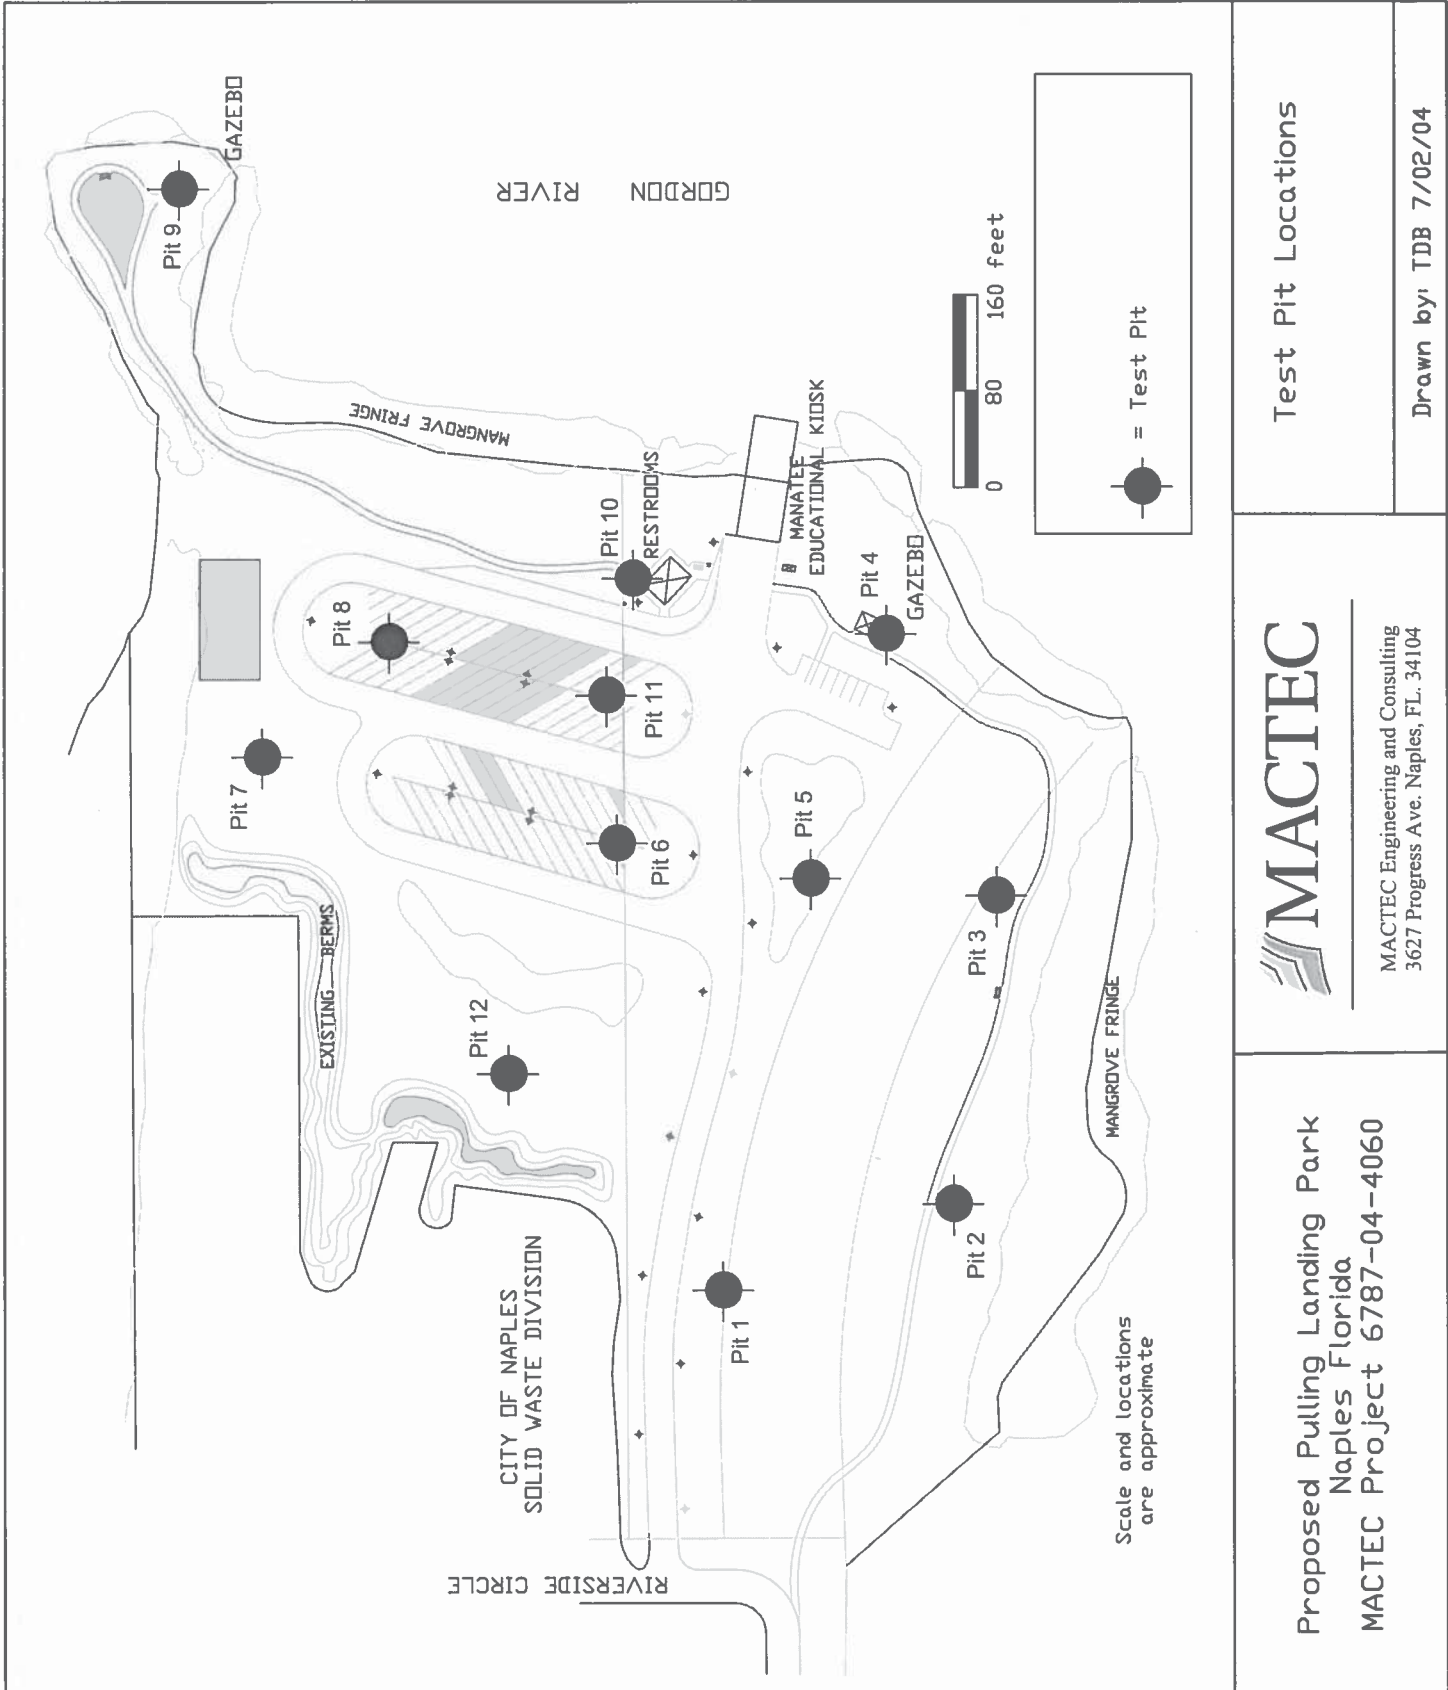 GAZEBO
Pit 9
GORDON RIVER
MANGROVE FRINGE
Pit 10
RESTROOMS
MANATEE
EDUCATIONAL KIOSK
Pit 4
GAZEBO
Pit 8
Pit 11
Pit 7
Pit 6
Pit 5
Pit 3
EXISTING BERMS
Pit 12
MANGROVE FRINGE
Pit 2
Pit 1
CITY OF NAPLES
SOLID WASTE DIVISION
RIVERSIDE CIRCLE
0 80 160 feet
= Test Pit
Scale and locations
are approximate
Proposed Pulling Landing Park
Naples Florida
MACTEC Project 6787-04-4060
MACTEC
MACTEC Engineering and Consulting
3627 Progress Ave. Naples, FL. 34104
Test Pit Locations
Drawn by: TDB 7/02/04